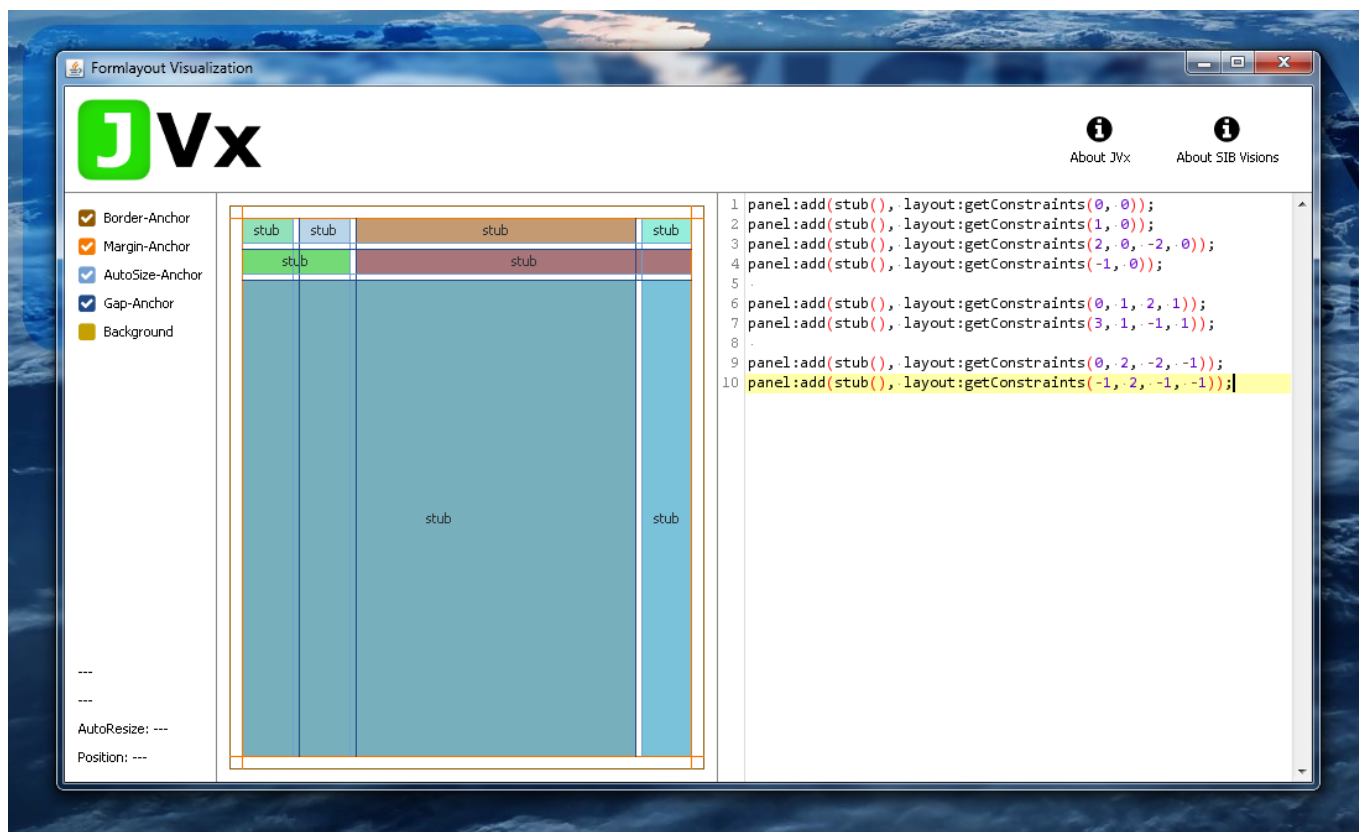 Formlayout Visualization
JVx
About JVx
About SIB Visions
Border-Anchor
Margin-Anchor
AutoSize-Anchor
Gap-Anchor
Background
---
---
AutoResize: ---
Position: ---
stub stub stub stub
stub stub
stub stub
1 panel:add(stub(), layout:getConstraints(0, 0));
2 panel:add(stub(), layout:getConstraints(1, 0));
3 panel:add(stub(), layout:getConstraints(2, 0, -2, 0));
4 panel:add(stub(), layout:getConstraints(-1, 0));
5
6 panel:add(stub(), layout:getConstraints(0, 1, 2, 1));
7 panel:add(stub(), layout:getConstraints(3, 1, -1, 1));
8
9 panel:add(stub(), layout:getConstraints(0, 2, -2, -1));
10 panel:add(stub(), layout:getConstraints(-1, 2, -1, -1));